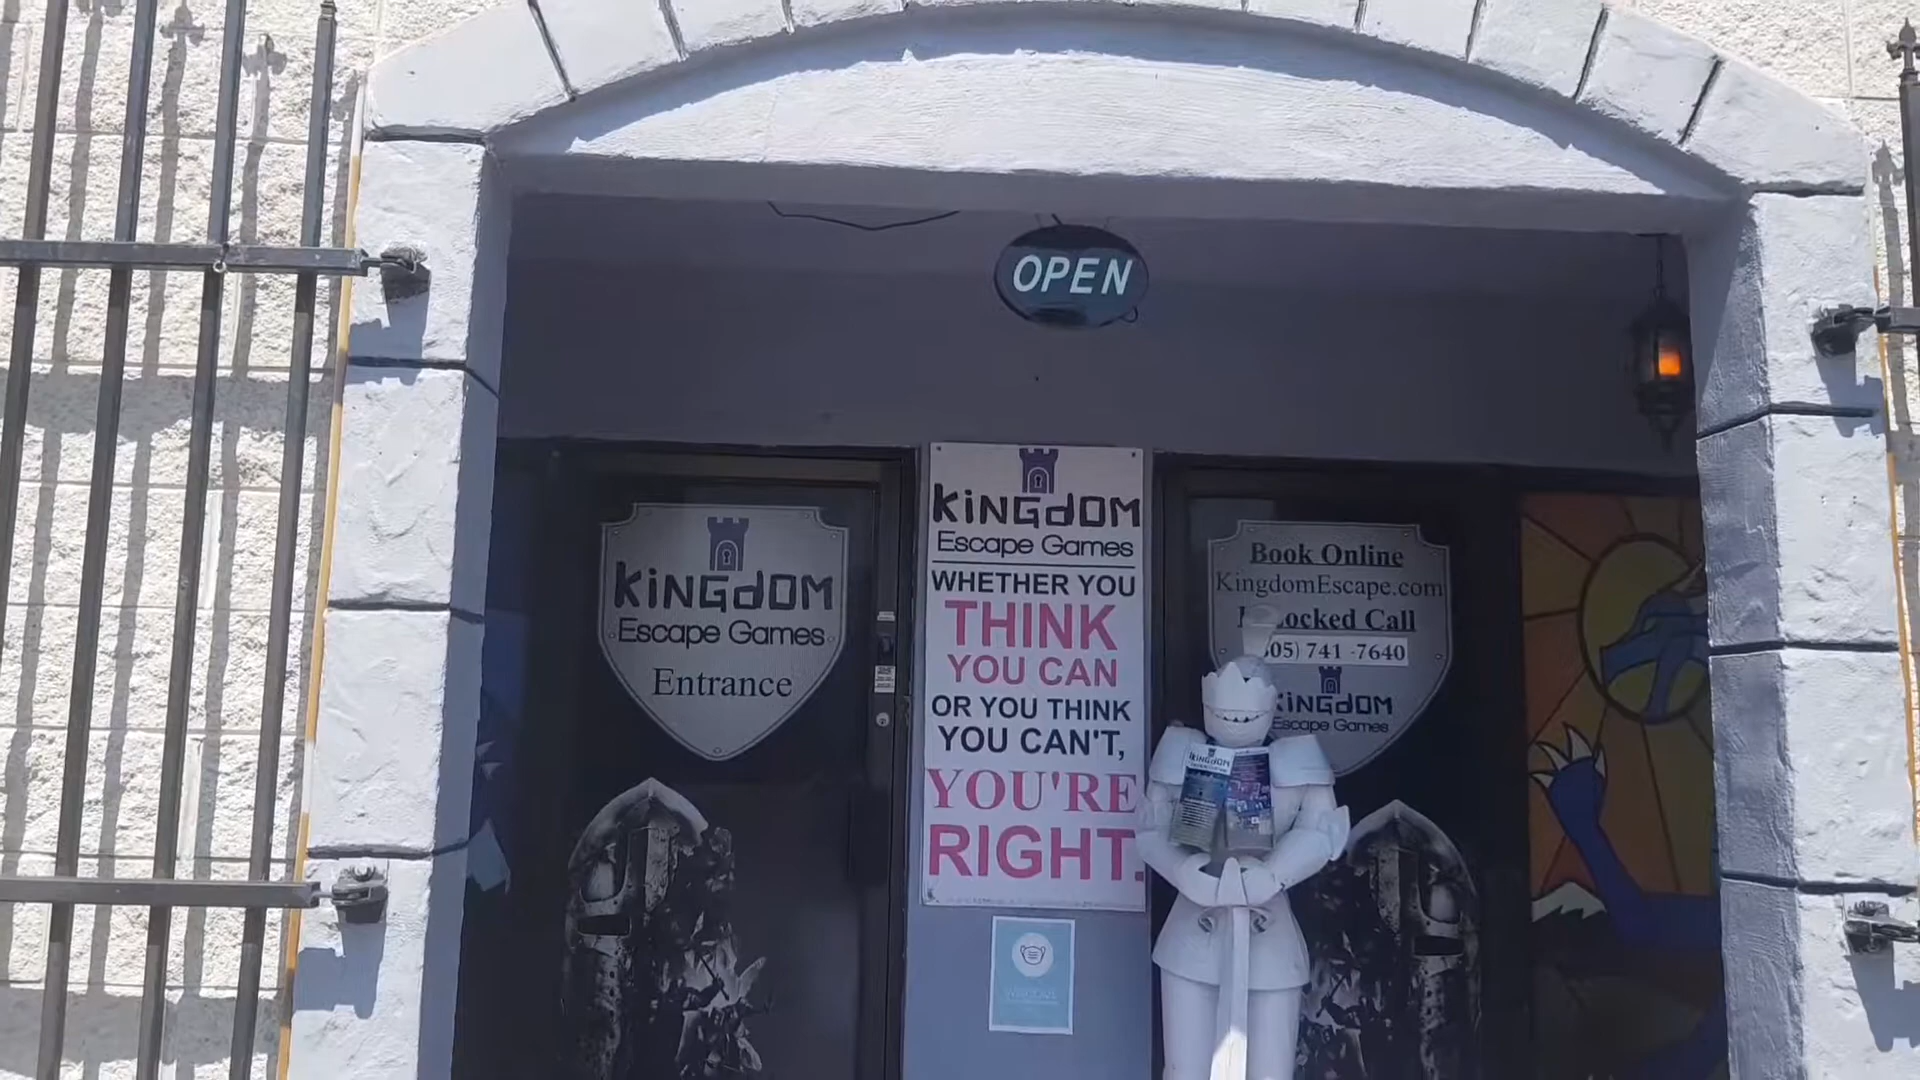 OPEN
KINGdOM
Escape Games
Entrance
KINGdOM
Escape Games
WHETHER YOU
THINK
YOU CAN
OR YOU THINK
YOU CAN'T,
YOU'RE
RIGHT.
Book Online
KingdomEscape.com
Call
741 -7640
KINGdOM
Escape Games
KINGdOM